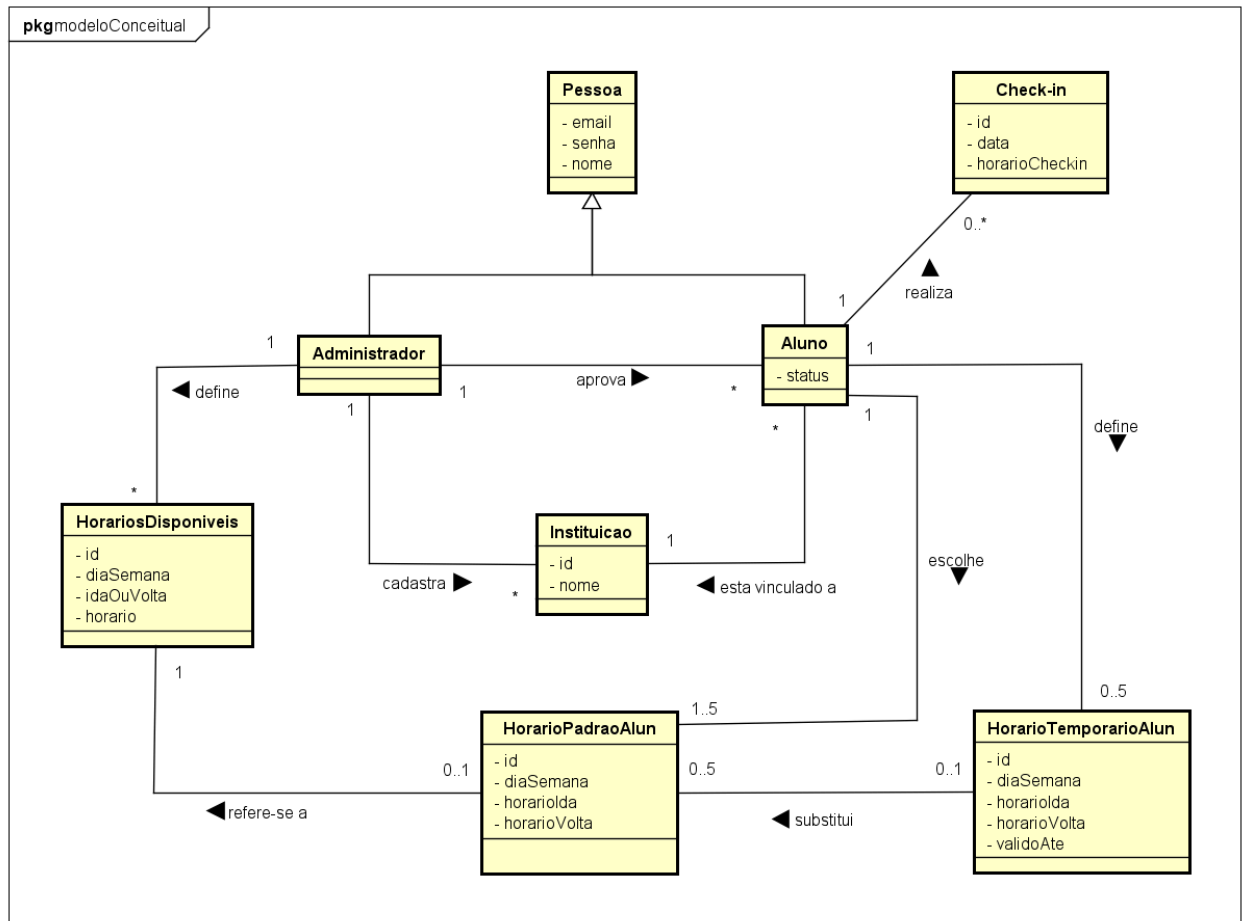 pkg modeloConceitual
Pessoa
- email
- senha
- nome
Check-in
- id
- data
- horarioCheckin
0..*
realiza
1
Administrador
Aluno
- status
1
define
aprova
1
*
1
1
1
*
define
*
HorariosDisponiveis
- id
- diaSemana
- idaOuVolta
- horario
Instituicao
- id
- nome
1
cadastra
*
esta vinculado a
escolhe
1
HorarioPadraoAlun
- id
- diaSemana
- horarioIda
- horarioVolta
1..5
0..5
0..1
refere-se a
0..5
HorarioTemporarioAlun
- id
- diaSemana
- horarioIda
- horarioVolta
- validoAte
0..1
substitui